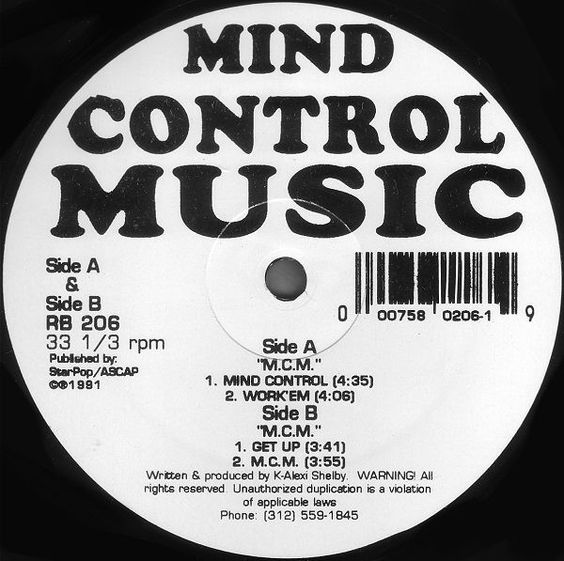 MIND
CONTROL
MUSIC
Side A
&
Side B
RB 206
33 1/3 rpm
Published by:
StarPop/ASCAP
©℗1991
0 00758 0206-1 9
Side A
"M.C.M."
1. MIND CONTROL (4:35)
2. WORK'EM (4:06)
Side B
"M.C.M."
1. GET UP (3:41)
2. M.C.M. (3:55)
Written & produced by K-Alexi Shelby. WARNING! All
rights reserved. Unauthorized duplication is a violation
of applicable laws
Phone: (312) 559-1845